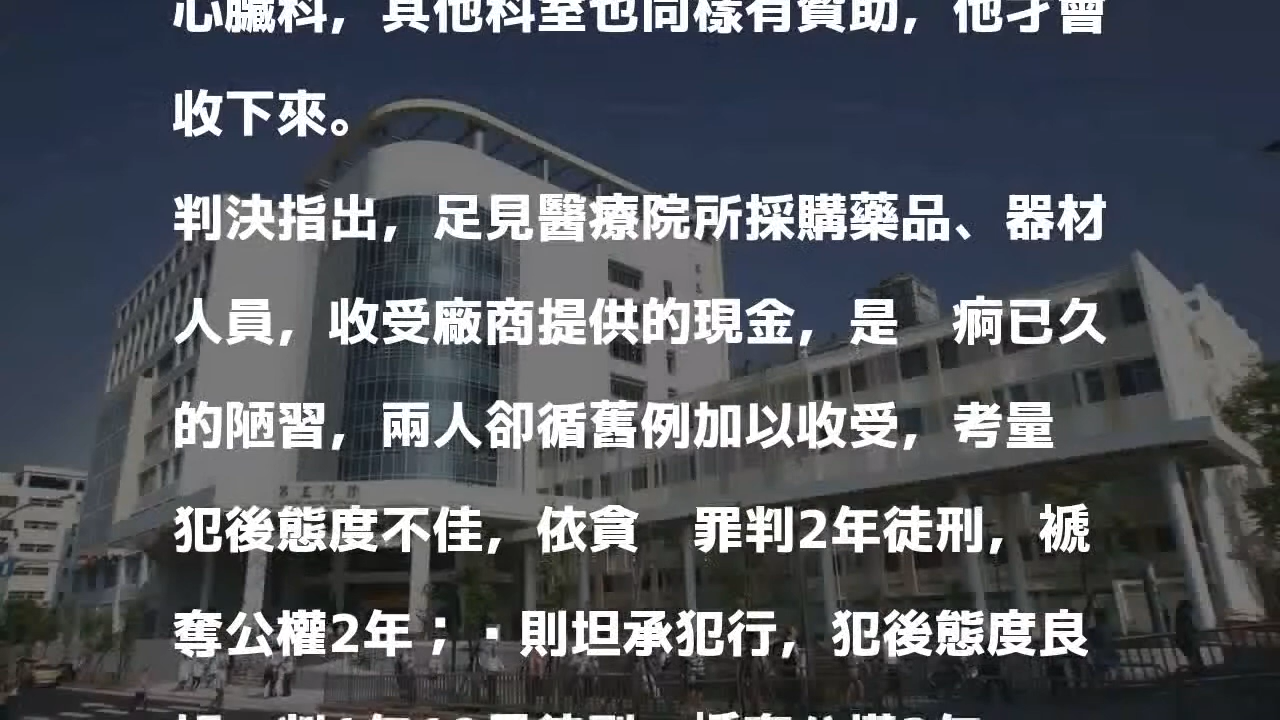 心臟科，其他科室也同樣有贊助，他才會
收下來。
判決指出，足見醫療院所採購藥品、器材
人員，收受廠商提供的現金，是　痾已久
的陋習，兩人卻循舊例加以收受，考量
犯後態度不佳，依貪　罪判2年徒刑，褫
奪公權2年；·則坦承犯行，犯後態度良